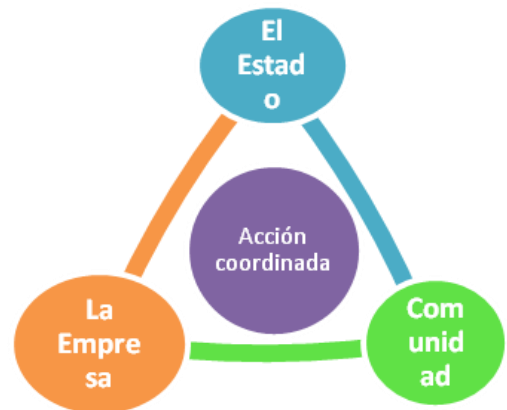 El
Estad
o
Acción
coordinada
La
Empre
sa
Com
unid
ad